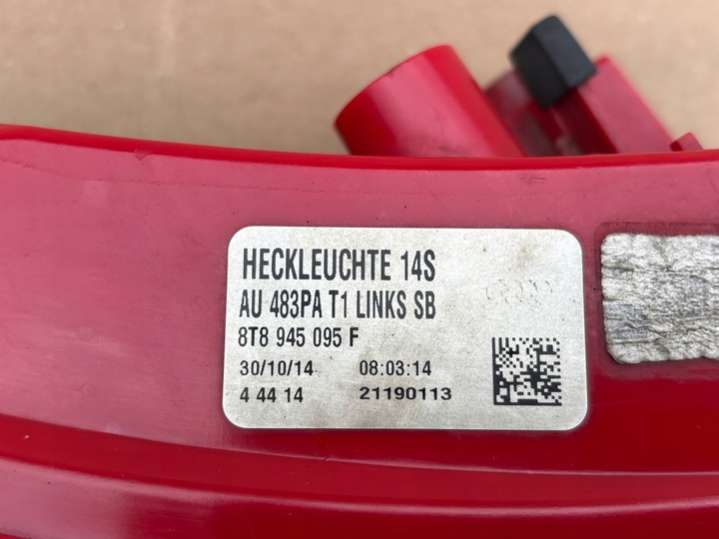 HECKLEUCHTE 14S
AU 483PA T1 LINKS SB
8T8 945 095 F
30/10/14 08:03:14
4 44 14 21190113